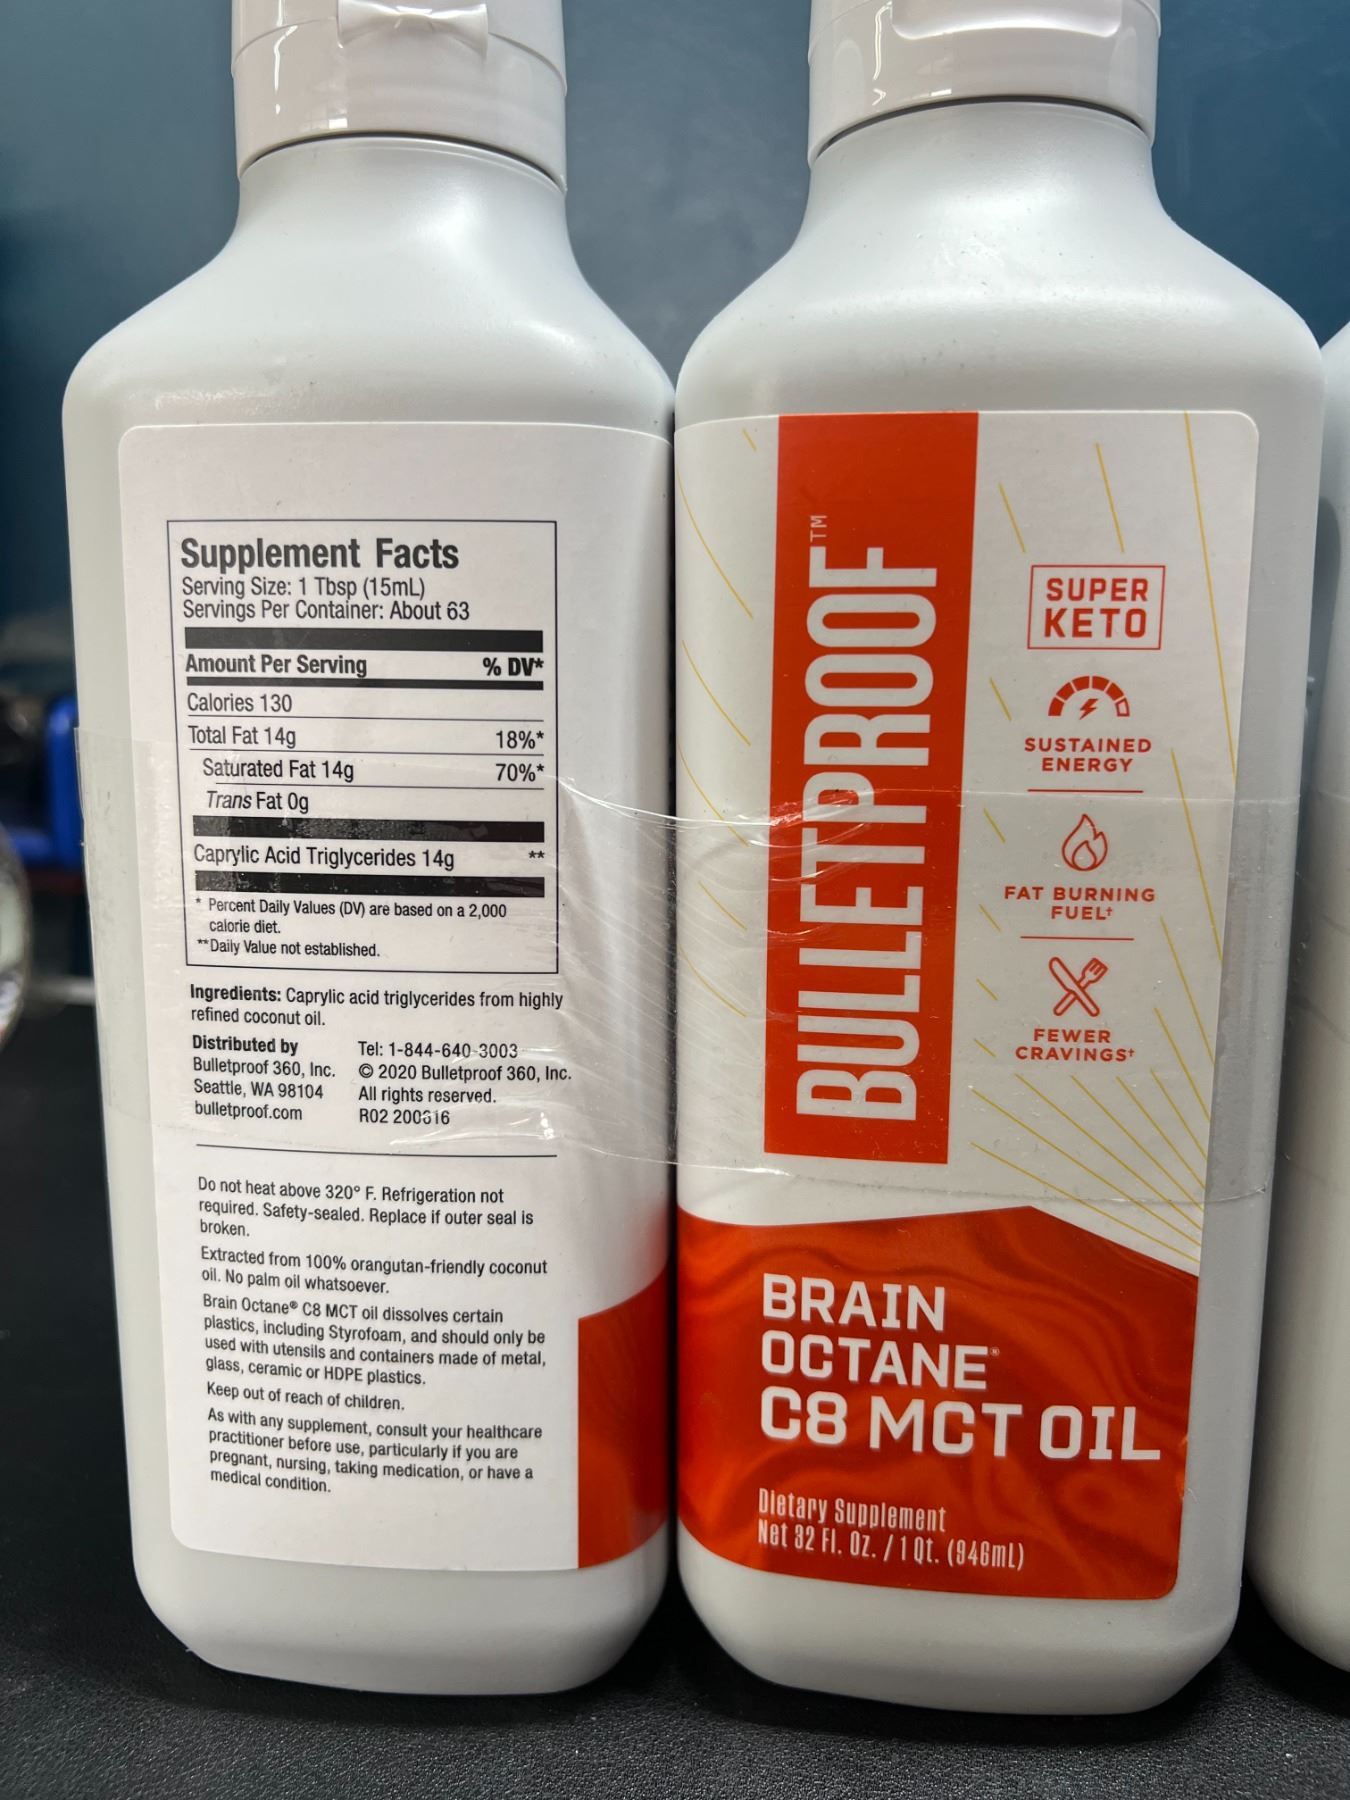 Supplement Facts
Serving Size: 1 Tbsp (15mL)
Servings Per Container: About 63
Amount Per Serving % DV*
Calories 130
Total Fat 14g 18%*
Saturated Fat 14g 70%*
Trans Fat 0g
Caprylic Acid Triglycerides 14g **
* Percent Daily Values (DV) are based on a 2,000
calorie diet.
**Daily Value not established.
Ingredients: Caprylic acid triglycerides from highly
refined coconut oil.
Distributed by
Bulletproof 360, Inc.
Seattle, WA 98104
bulletproof.com
Tel: 1-844-640-3003
© 2020 Bulletproof 360, Inc.
All rights reserved.
R02 200316
Do not heat above 320° F. Refrigeration not
required. Safety-sealed. Replace if outer seal is
broken.
Extracted from 100% orangutan-friendly coconut
oil. No palm oil whatsoever.
Brain Octane® C8 MCT oil dissolves certain
plastics, including Styrofoam, and should only be
used with utensils and containers made of metal,
glass, ceramic or HDPE plastics.
Keep out of reach of children.
As with any supplement, consult your healthcare
practitioner before use, particularly if you are
pregnant, nursing, taking medication, or have a
medical condition.
BULLETPROOF™
SUPER
KETO
SUSTAINED
ENERGY
FAT BURNING
FUEL†
FEWER
CRAVINGS†
BRAIN
OCTANE®
C8 MCT OIL
Dietary Supplement
Net 32 Fl. Oz. / 1 Qt. (946mL)